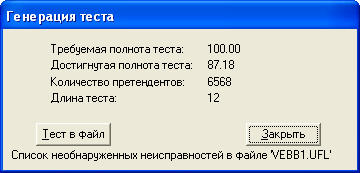 Генерация теста
Требуемая полнота теста: 100.00
Достигнутая полнота теста: 87.18
Количество претендентов: 6568
Длина теста: 12
Тест в файл Закрыть
Список необнаруженных неисправностей в файле 'VEBB1.UFL'